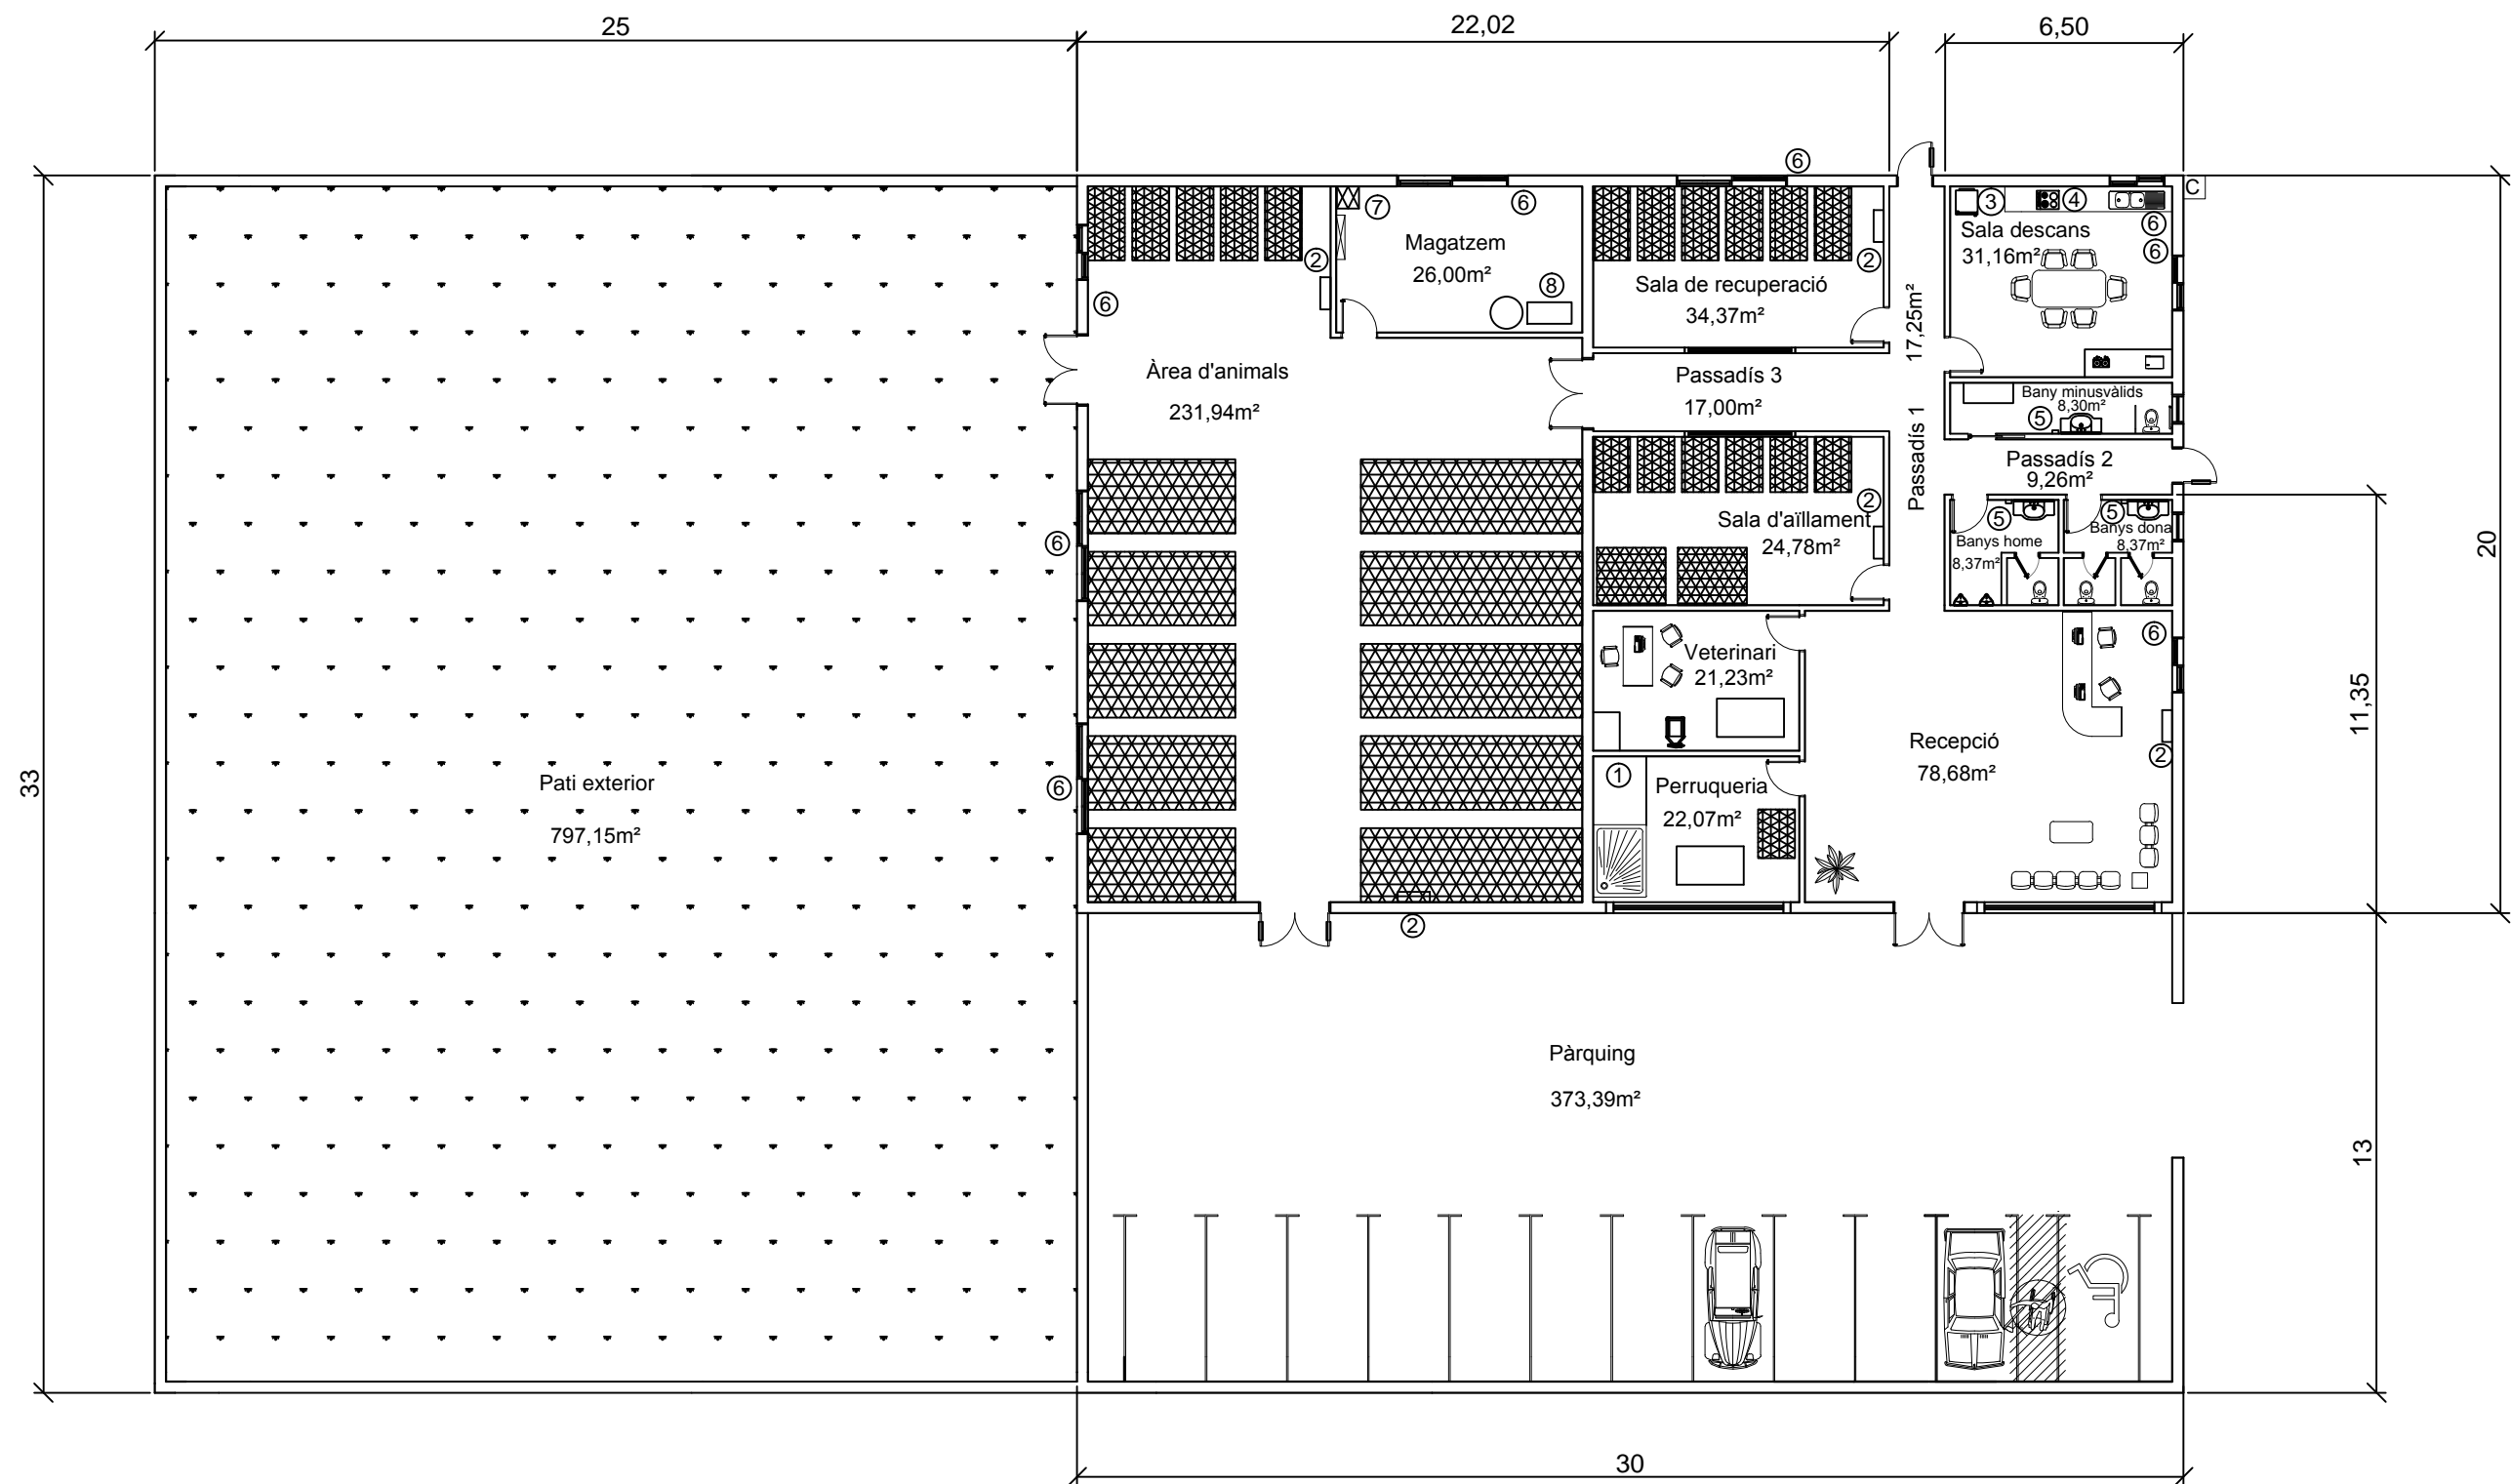 25
22,02
6,50
6
C
7
6
3
4
6
Magatzem
26,00m²
Sala descans
31,16m²
6
2
2
8
6
Sala de recuperació
34,37m²
17,25m²
Àrea d'animals
231,94m²
Passadís 3
17,00m²
Bany minusvàlids
8,30m²
5
Passadís 1
Passadís 2
9,26m²
2
Sala d'aïllament
24,78m²
5
5
Banys home
8,37m²
Banys dona
8,37m²
6
20
6
Veterinari
21,23m²
11,35
Recepció
78,68m²
2
33
Pati exterior
797,15m²
6
1
Perruqueria
22,07m²
2
Pàrquing
373,39m²
13
30